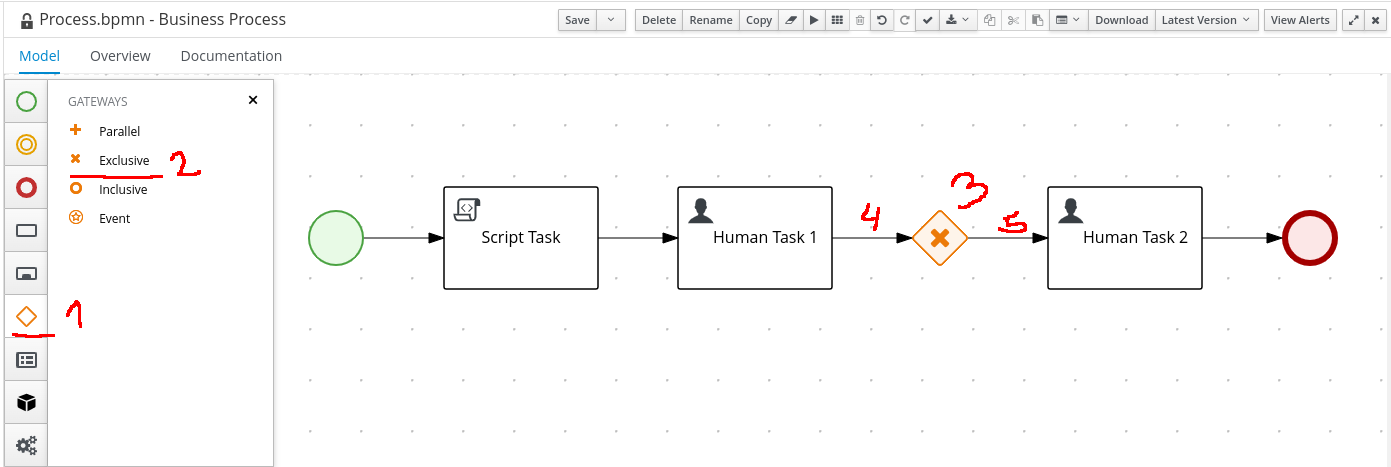 Process.bpmn - Business Process
Save Delete Rename Copy Download Latest Version View Alerts
Model Overview Documentation
GATEWAYS
Parallel
Exclusive 2
Inclusive
Event
1
3
4 5
Script Task Human Task 1 Human Task 2